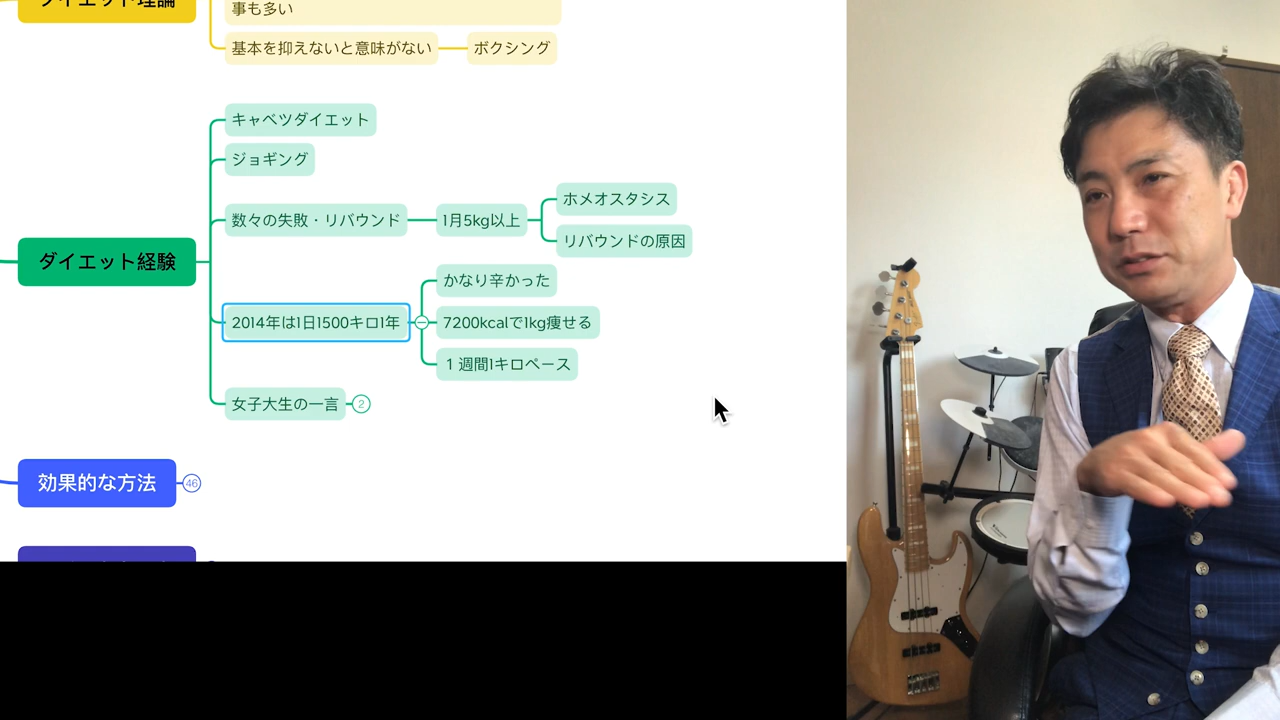 ダイエット理論
事も多い
基本を抑えないと意味がない
ボクシング
キャベツダイエット
ジョギング
数々の失敗・リバウンド
1月5kg以上
ホメオスタシス
リバウンドの原因
ダイエット経験
かなり辛かった
2014年は1日1500キロ1年
7200kcalで1kg痩せる
１週間1キロペース
女子大生の一言
2
効果的な方法
46